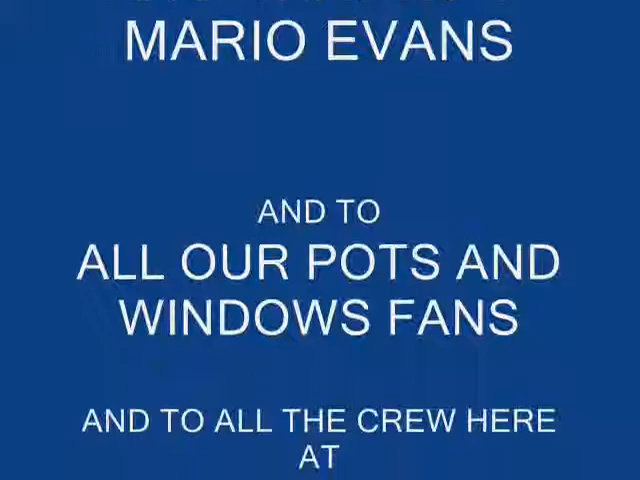 MARIO EVANS
AND TO
ALL OUR POTS AND
WINDOWS FANS
AND TO ALL THE CREW HERE
AT